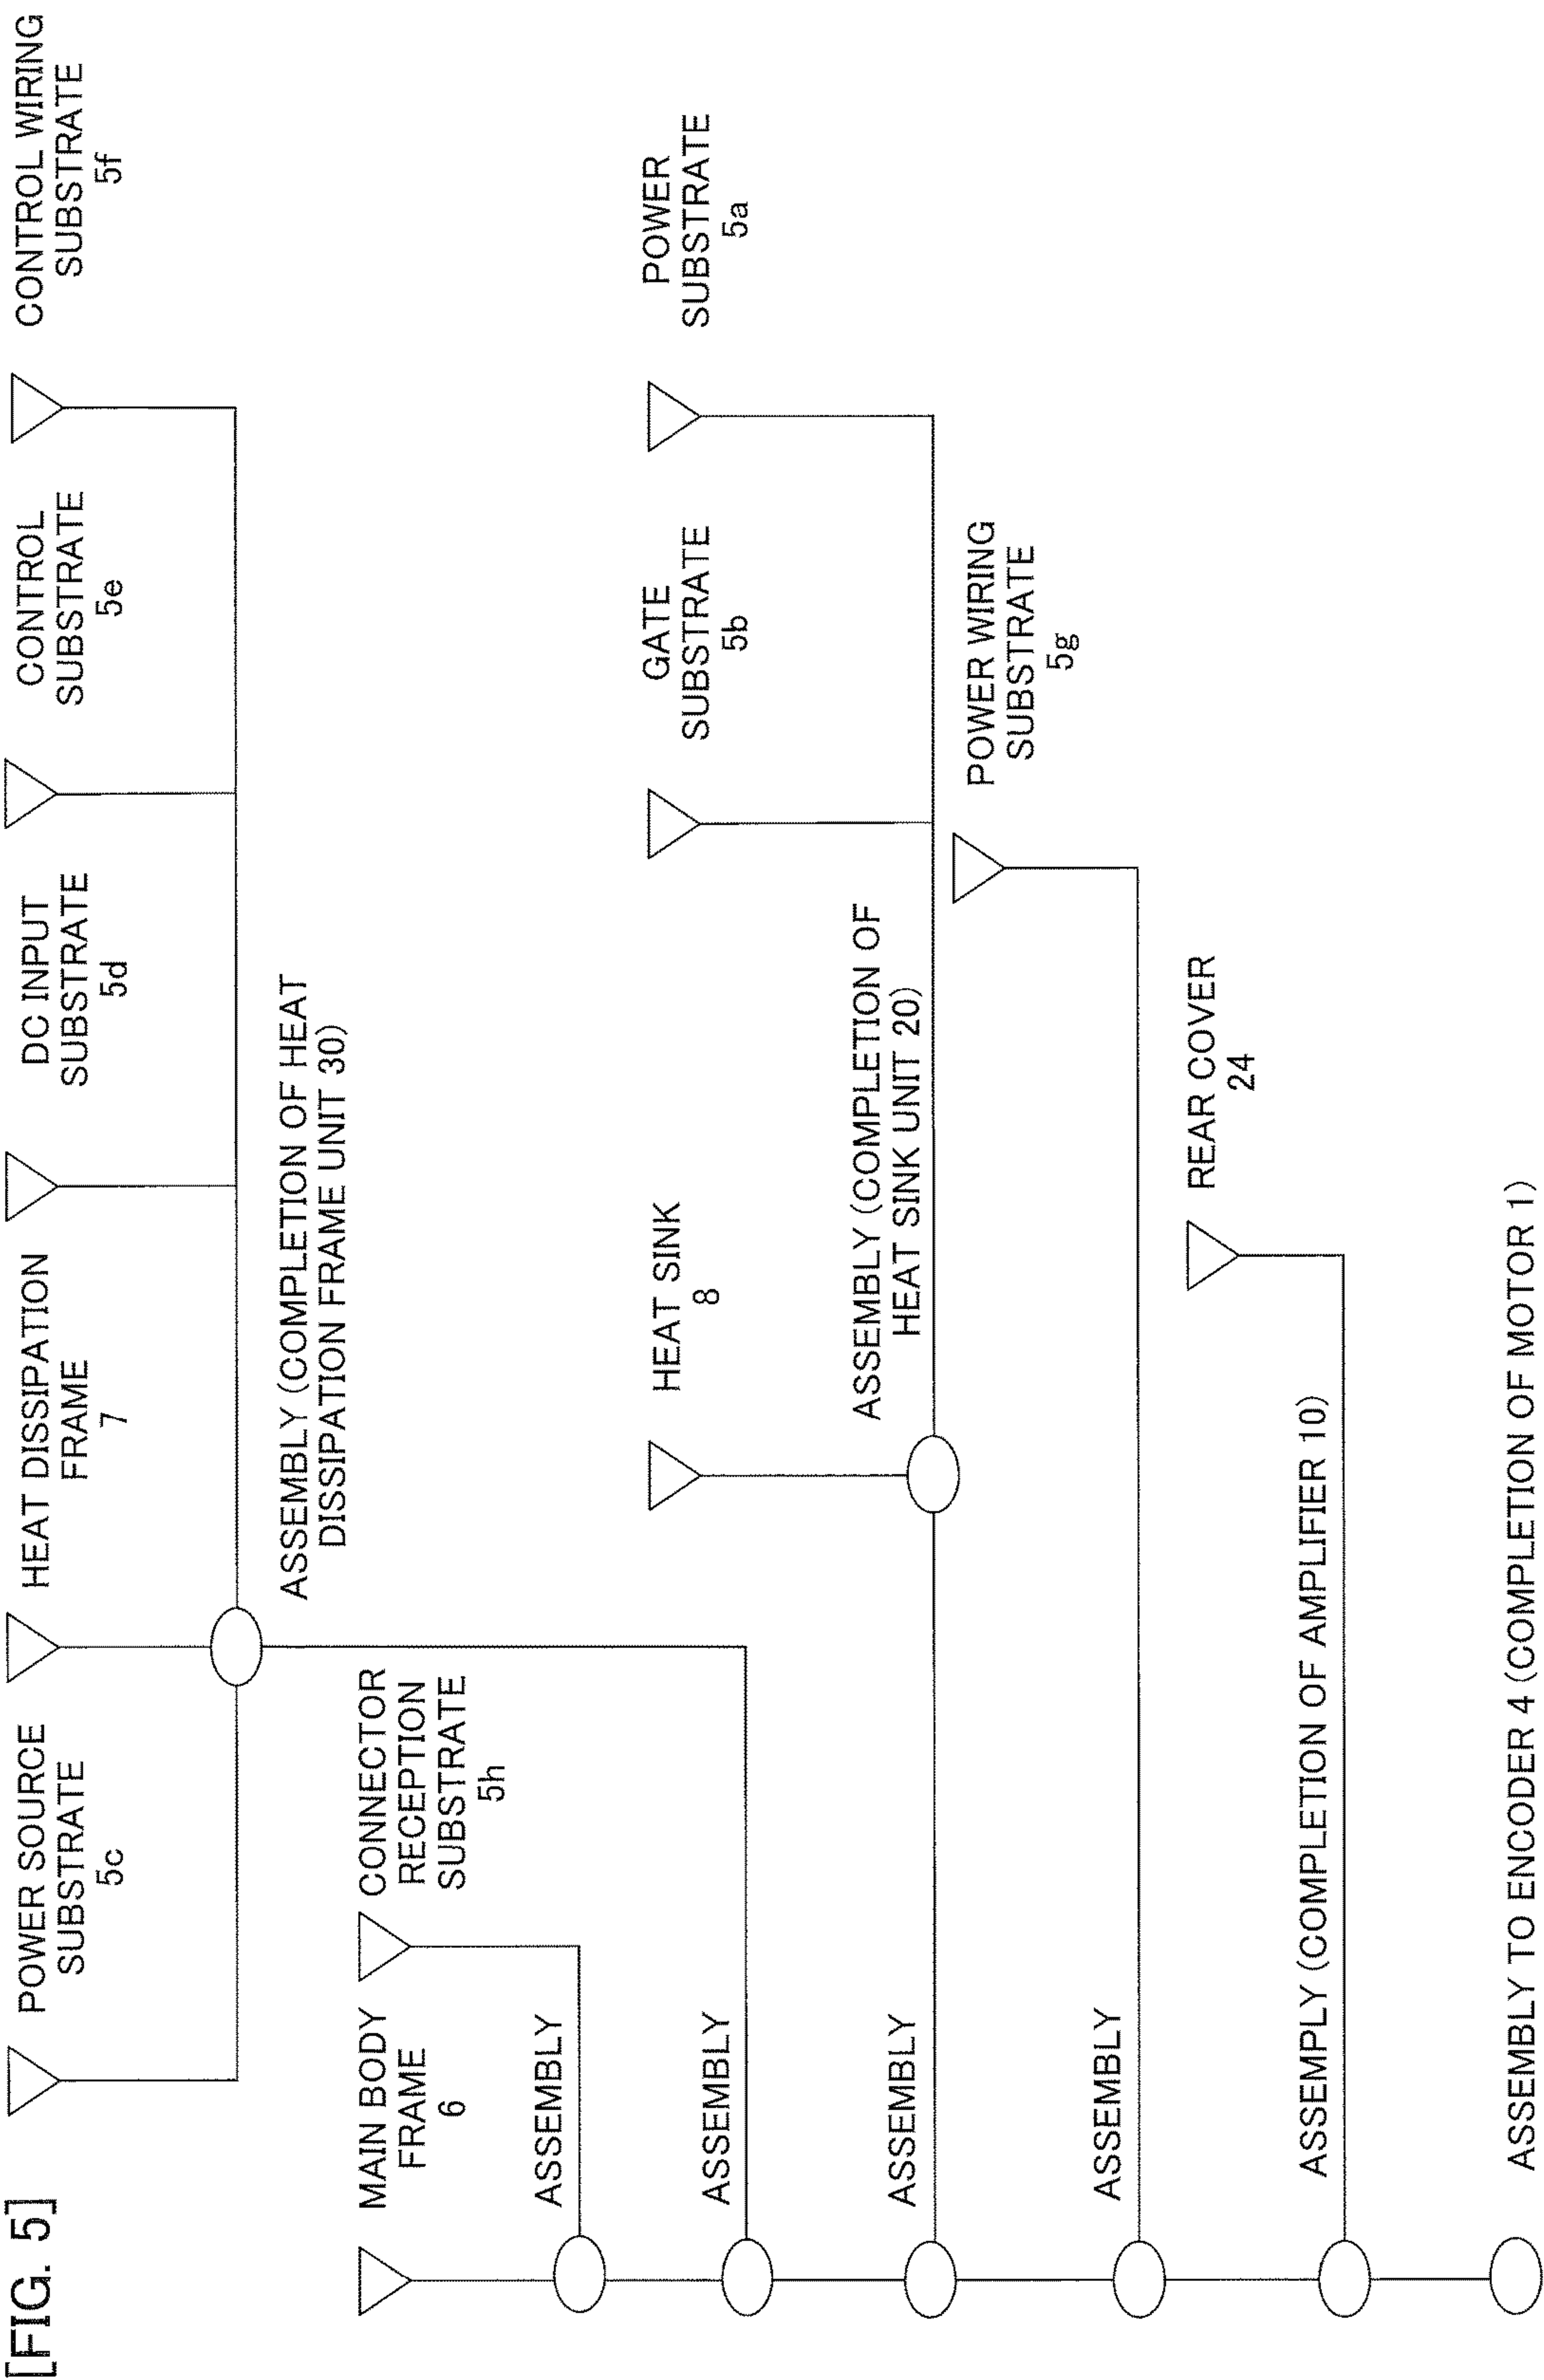 [FIG. 5]
POWER SOURCE
SUBSTRATE
5c
HEAT DISSIPATION
FRAME
7
DC INPUT
SUBSTRATE
5d
CONTROL
SUBSTRATE
5e
CONTROL WIRING
SUBSTRATE
5f
ASSEMBLY (COMPLETION OF HEAT
DISSIPATION FRAME UNIT 30)
MAIN BODY
FRAME
6
CONNECTOR
RECEPTION
SUBSTRATE
5h
ASSEMBLY
ASSEMBLY
HEAT SINK
8
GATE
SUBSTRATE
5b
POWER
SUBSTRATE
5a
ASSEMBLY (COMPLETION OF
HEAT SINK UNIT 20)
ASSEMBLY
POWER WIRING
SUBSTRATE
5g
ASSEMBLY
REAR COVER
24
ASSEMPLY (COMPLETION OF AMPLIFIER 10)
ASSEMBLY TO ENCODER 4 (COMPLETION OF MOTOR 1)